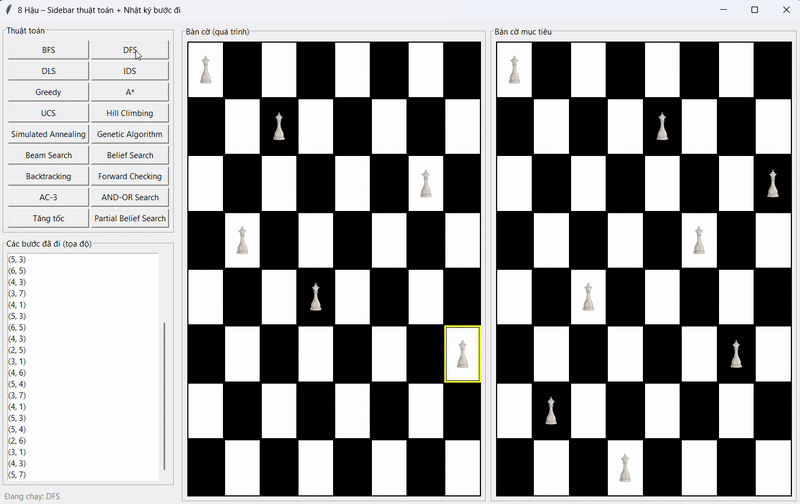 8 Hậu – Sidebar thuật toán + Nhật ký bước đi
Thuật toán
BFS
DFS
DLS
IDS
Greedy
A*
UCS
Hill Climbing
Simulated Annealing
Genetic Algorithm
Beam Search
Belief Search
Backtracking
Forward Checking
AC-3
AND-OR Search
Tăng tốc
Partial Belief Search
Các bước đã đi (tọa độ)
(5, 3)
(6, 5)
(4, 3)
(3, 7)
(4, 1)
(5, 3)
(6, 5)
(4, 3)
(2, 5)
(3, 1)
(4, 6)
(5, 4)
(3, 7)
(4, 1)
(5, 3)
(5, 4)
(2, 6)
(3, 1)
(4, 3)
(5, 7)
Đang chạy: DFS
Bàn cờ (quá trình)
Bàn cờ mục tiêu